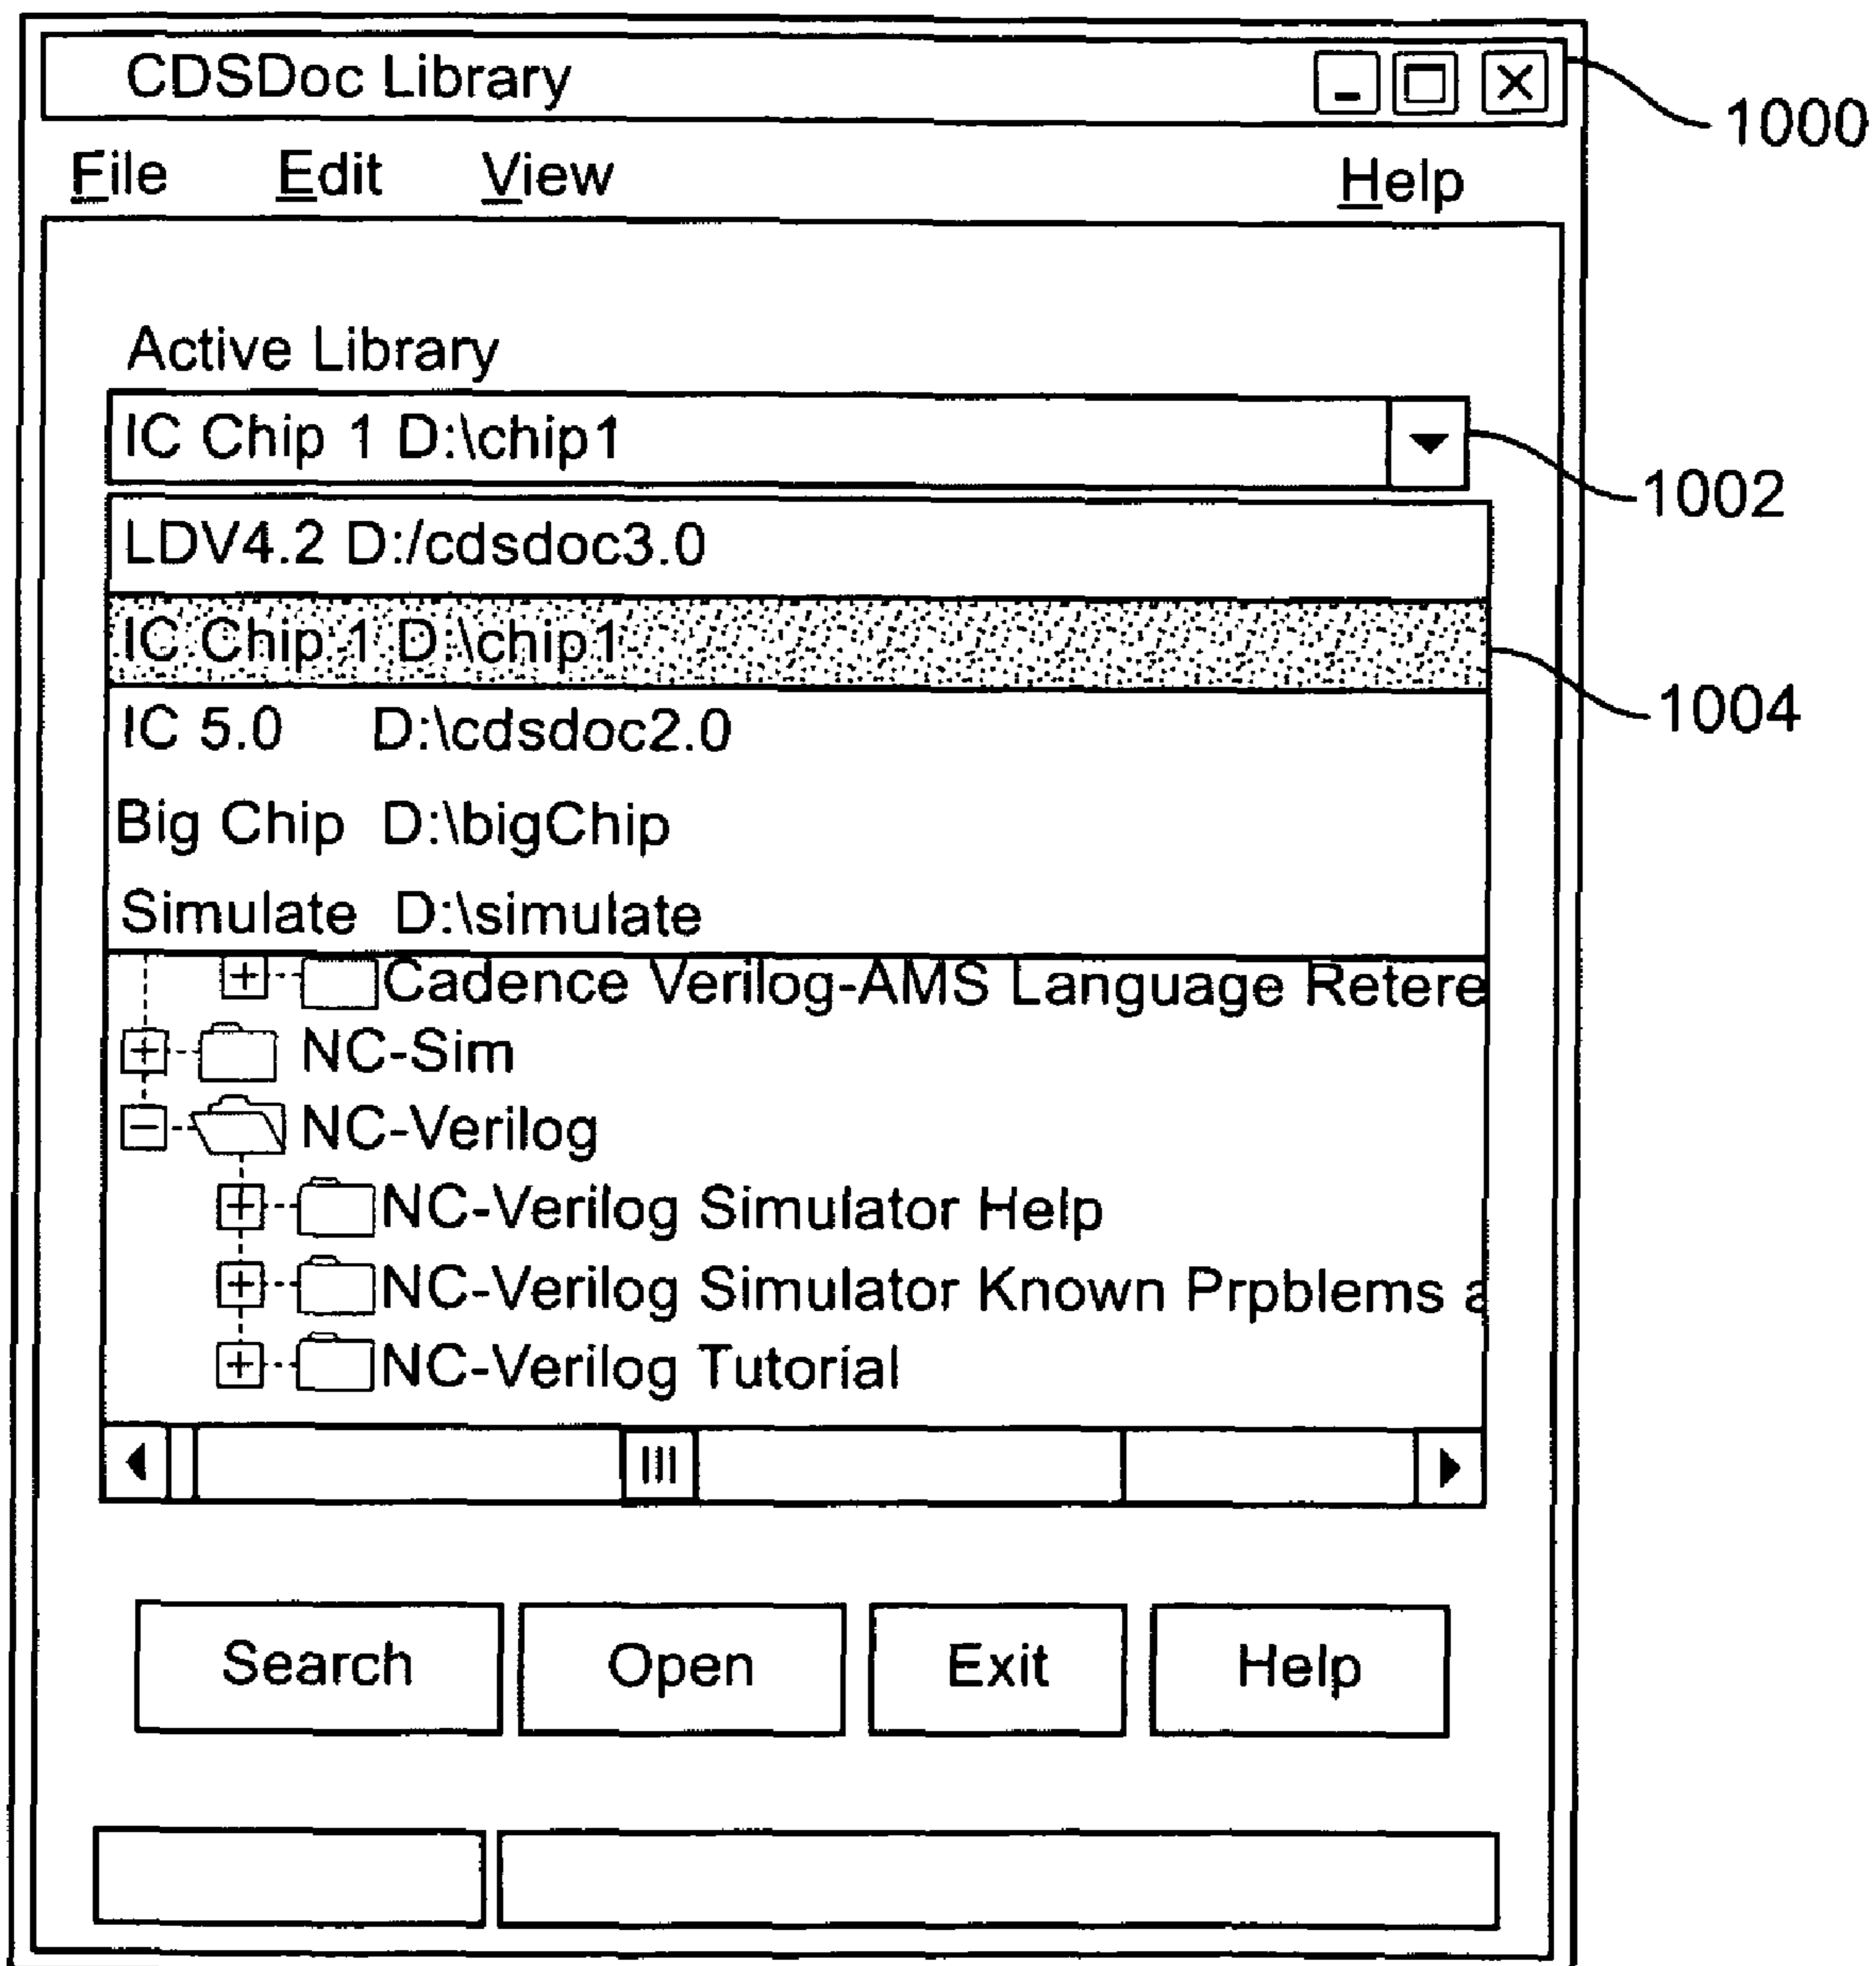 CDSDoc Library
1000
File Edit View Help
Active Library
IC Chip 1 D:\chip1
1002
LDV4.2 D:/cdsdoc3.0
IC Chip 1 D:\chip1
1004
IC 5.0 D:\cdsdoc2.0
Big Chip D:\bigChip
Simulate D:\simulate
Cadence Verilog-AMS Language Retere
NC-Sim
NC-Verilog
NC-Verilog Simulator Help
NC-Verilog Simulator Known Prpblems a
NC-Verilog Tutorial
Search Open Exit Help